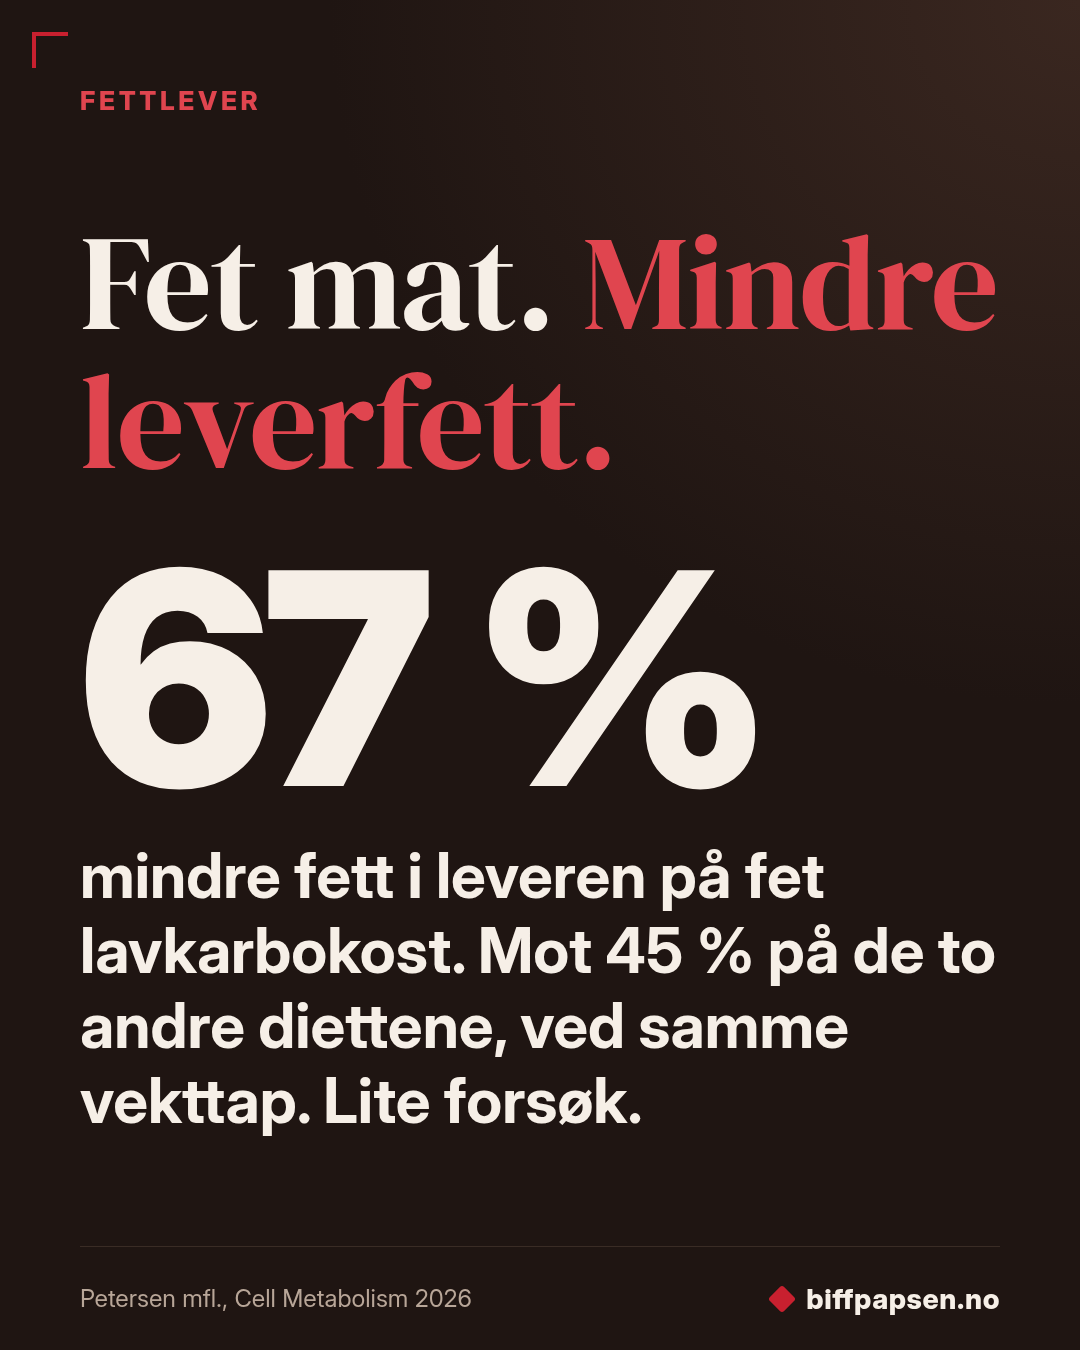 FETTLEVER
Fet mat. Mindre
leverfett.
67 %
mindre fett i leveren på fet
lavkarbokost. Mot 45 % på de to
andre diettene, ved samme
vekttap. Lite forsøk.
Petersen mfl., Cell Metabolism 2026
biffpapsen.no